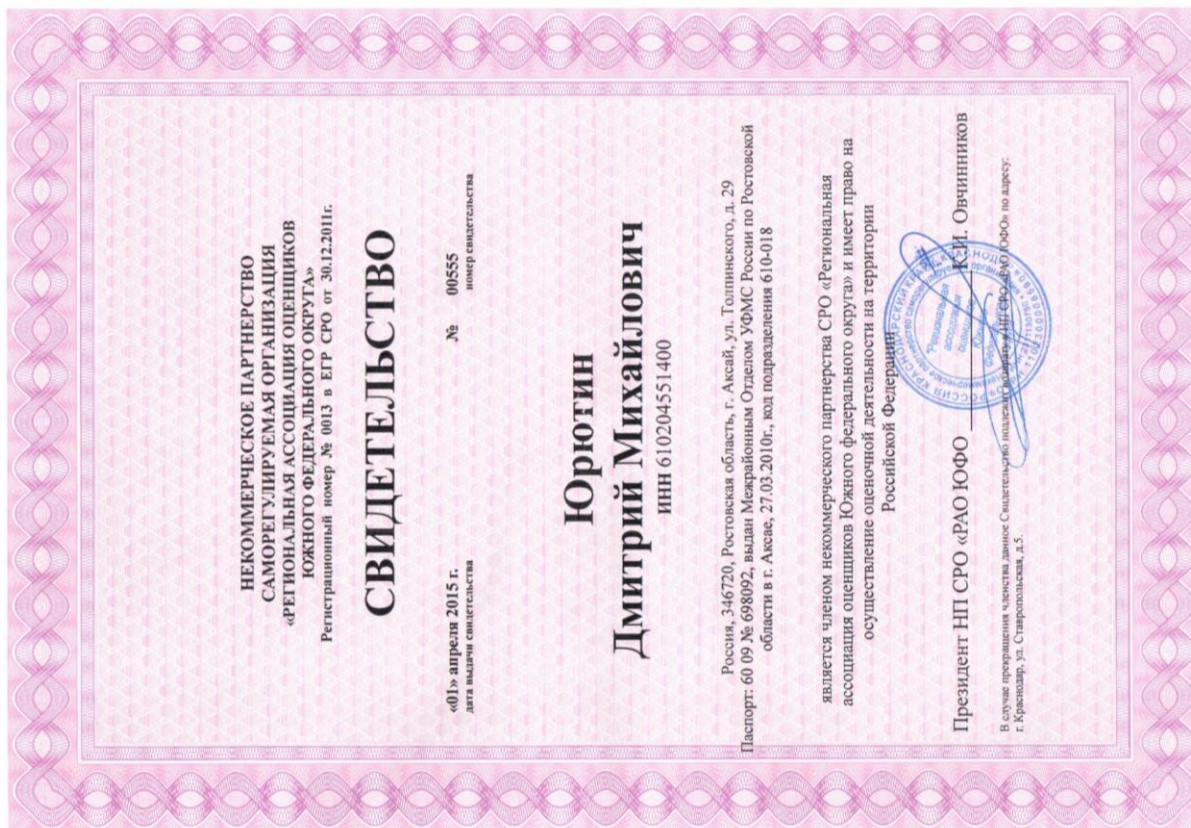 НЕКОММЕРЧЕСКОЕ ПАРТНЕРСТВО
САМОРЕГУЛИРУЕМАЯ ОРГАНИЗАЦИЯ
«РЕГИОНАЛЬНАЯ АССОЦИАЦИЯ ОЦЕНЩИКОВ
ЮЖНОГО ФЕДЕРАЛЬНОГО ОКРУГА»
Регистрационный номер № 0013 в ЕГР СРО от 30.12.2011г.
СВИДЕТЕЛЬСТВО
«01» апреля 2015 г. № 00555
дата выдачи свидетельства номер свидетельства
Юрютин
Дмитрий Михайлович
ИНН 610204551400
Россия, 346720, Ростовская область, г. Аксай, ул. Толпинского, д. 29
Паспорт: 60 09 № 698092, выдан Межрайонным Отделом УФМС России по Ростовской
области в г. Аксае, 27.03.2010г., код подразделения 610-018
является членом некоммерческого партнерства СРО «Региональная
ассоциация оценщиков Южного федерального округа» и имеет право на
осуществление оценочной деятельности на территории
Российской Федерации
Президент НП СРО «РАО ЮФО» К.И. Овчинников
В случае прекращения членства данное Свидетельство подлежит возврату в НП СРО «РАО ЮФО» по адресу:
г. Краснодар, ул. Ставропольская, д.5.